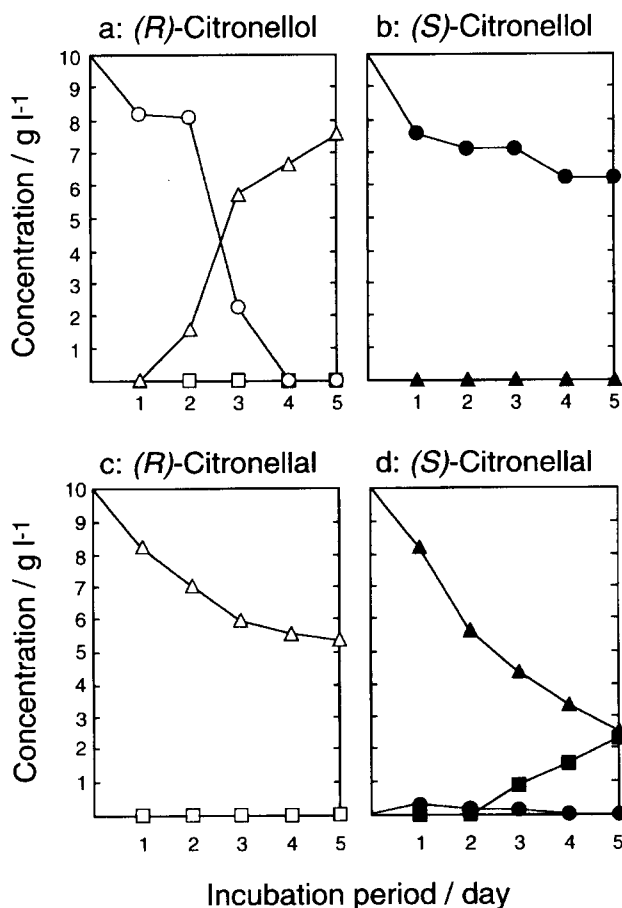 a: (R)-Citronellol
b: (S)-Citronellol
Concentration / g l-1
10
9
8
7
6
5
4
3
2
1
1 2 3 4 5
1 2 3 4 5
c: (R)-Citronellal
d: (S)-Citronellal
Concentration / g l-1
10
9
8
7
6
5
4
3
2
1
1 2 3 4 5
1 2 3 4 5
Incubation period / day